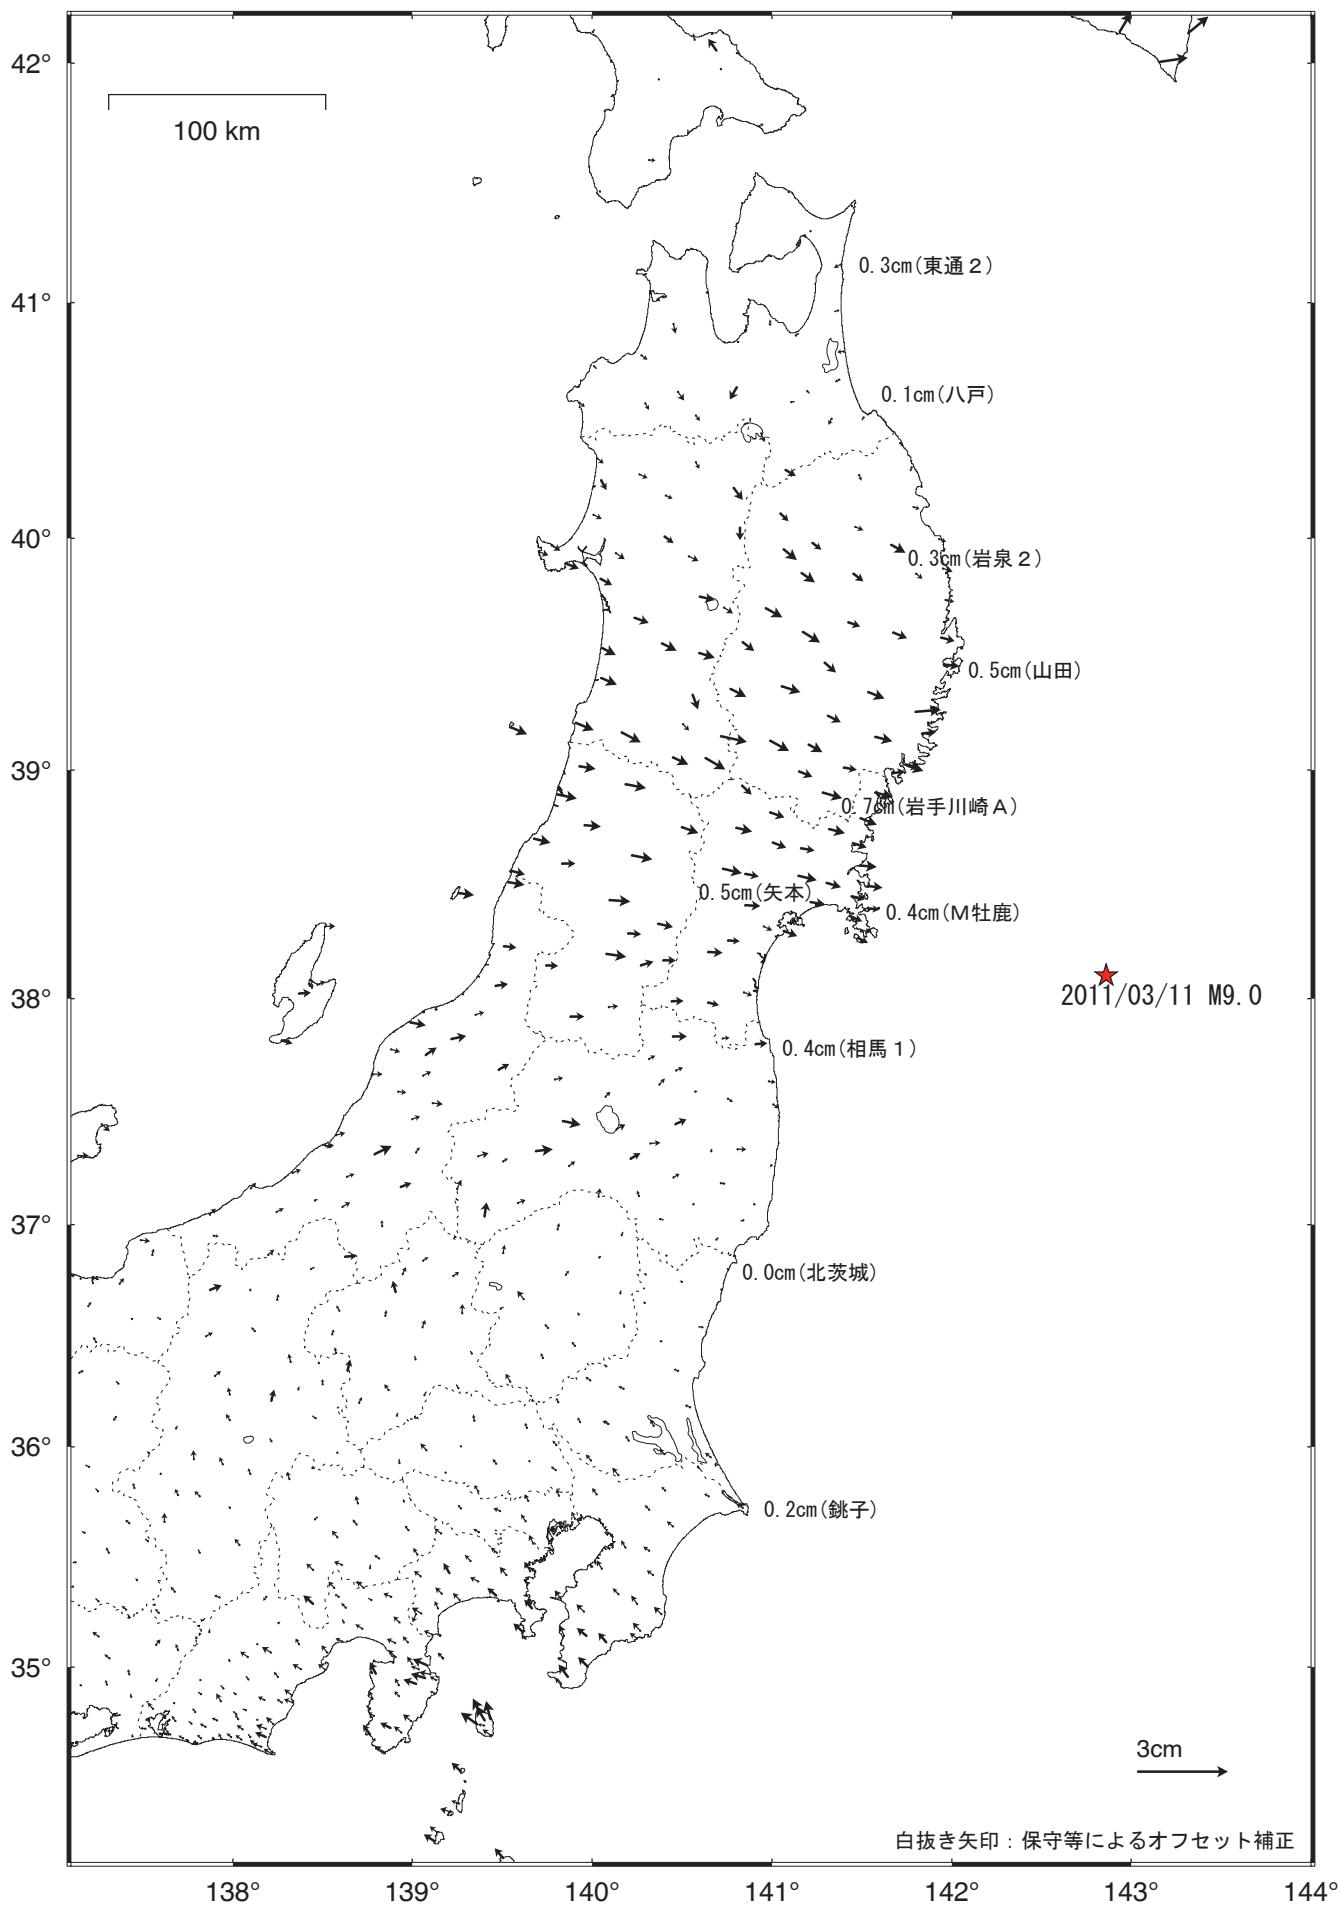 42°
100 km
0.3cm(東通２)
41°
0.1cm(八戸)
40°
0.3cm(岩泉２)
0.5cm(山田)
39°
0.7cm(岩手川崎Ａ)
0.5cm(矢本)
0.4cm(Ｍ牡鹿)
38°
2011/03/11 M9.0
0.4cm(相馬１)
37°
0.0cm(北茨城)
36°
0.2cm(銚子)
35°
3cm
白抜き矢印：保守等によるオフセット補正
138° 139° 140° 141° 142° 143° 144°